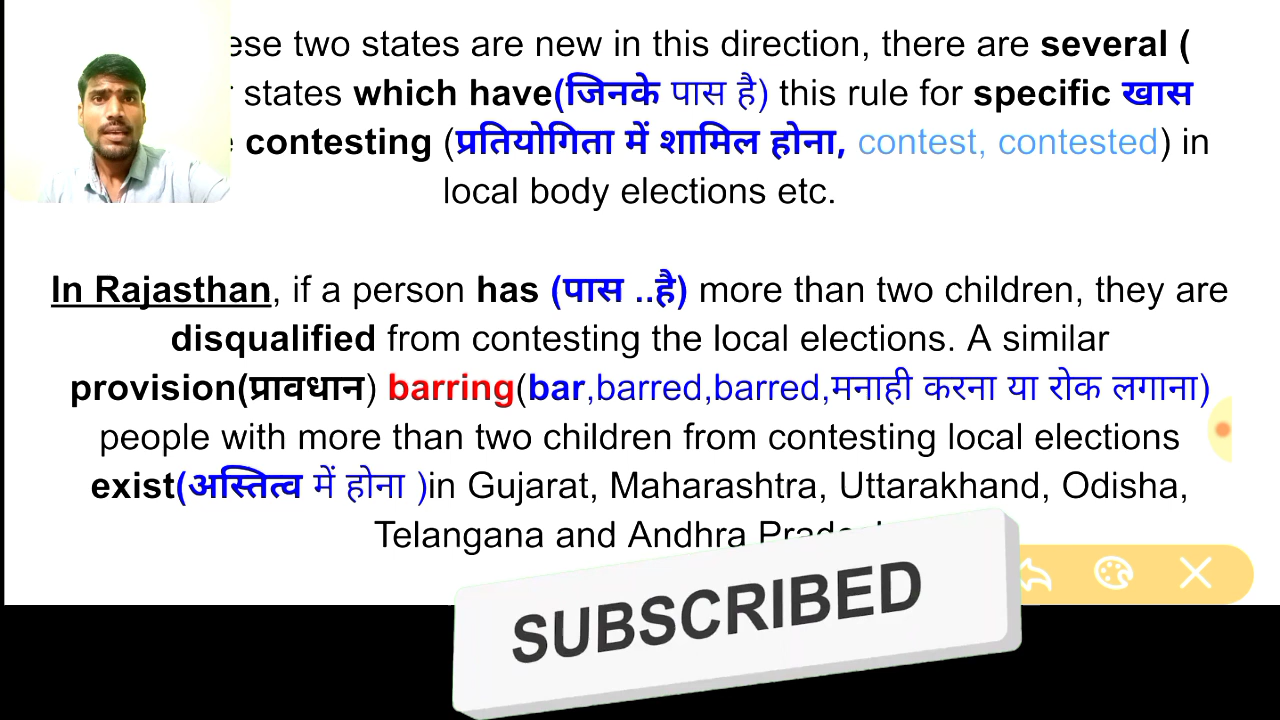 two states are new in this direction, there are several (
states which have(जिनके पास है) this rule for specific खास
contesting (प्रतियोगिता में शामिल होना, contest, contested) in
local body elections etc.
In Rajasthan, if a person has (पास ..है) more than two children, they are
disqualified from contesting the local elections. A similar
provision(प्रावधान) barring(bar,barred,barred,मनाही करना या रोक लगाना)
people with more than two children from contesting local elections
exist(अस्तित्व में होना )in Gujarat, Maharashtra, Uttarakhand, Odisha,
Telangana and Andhra
SUBSCRIBED